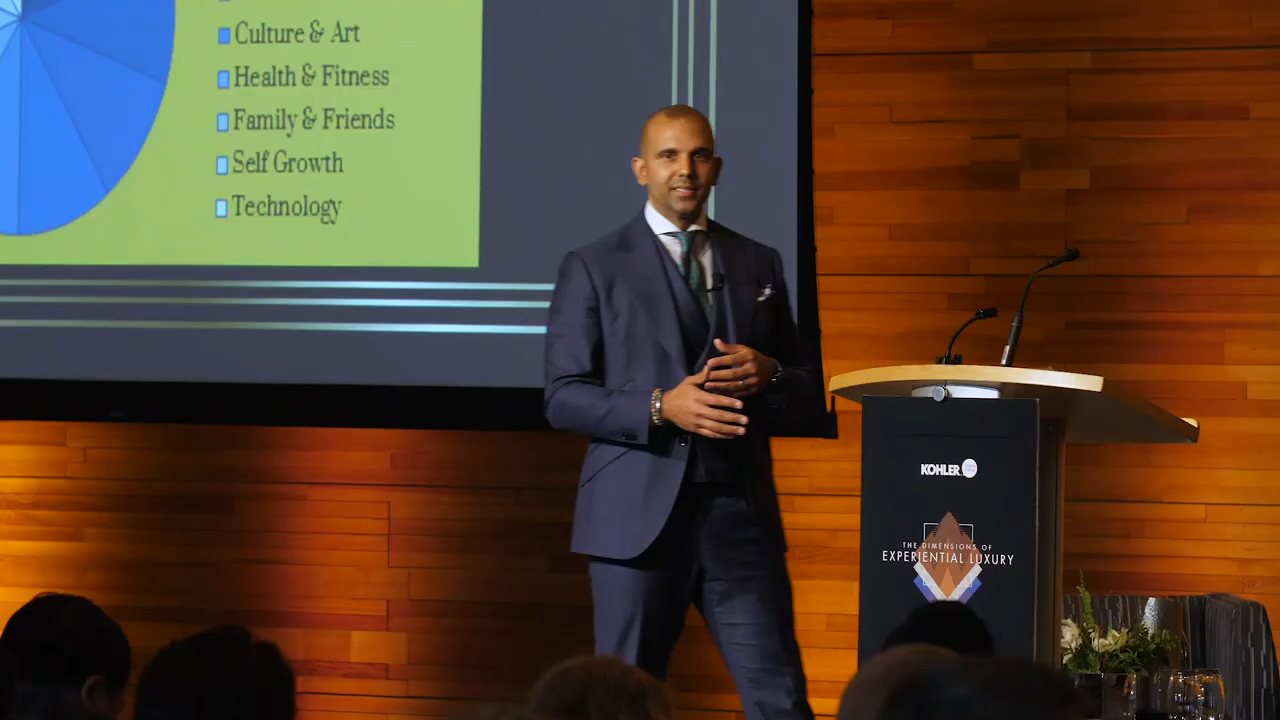 Culture & Art
Health & Fitness
Family & Friends
Self Growth
Technology
KOHLER
THE DIMENSIONS OF
EXPERIENTIAL LUXURY